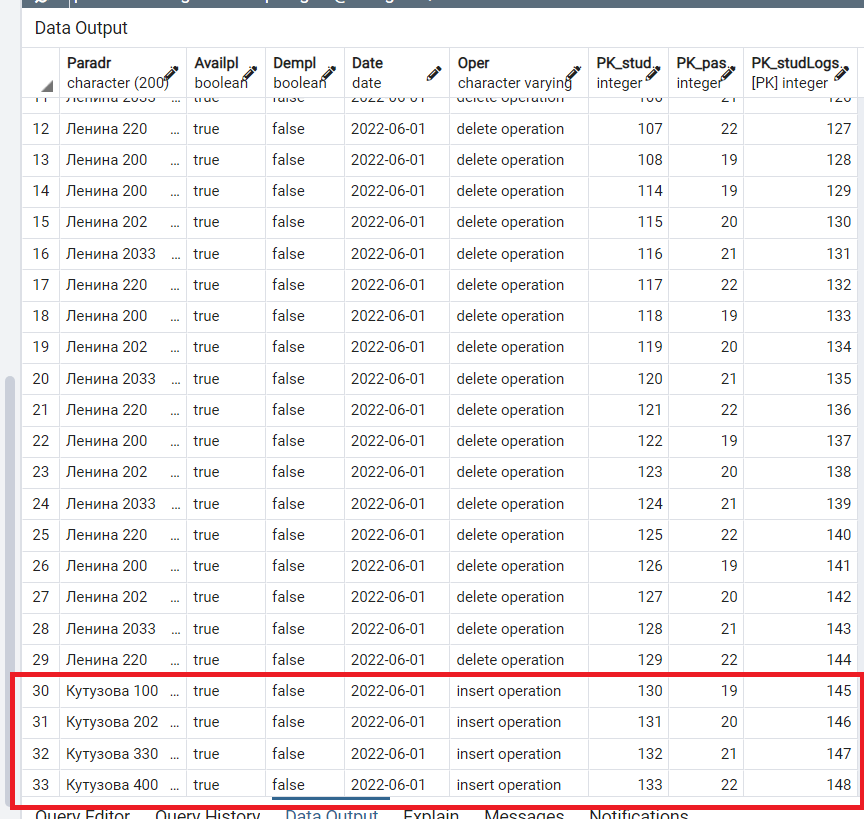 Data Output
Paradr Availpl Dempl Date Oper PK_stud PK_pas PK_studLogs
character (200) boolean boolean date character varying integer integer [PK] integer
11 Ленина 2033 ... true false 2022-06-01 delete operation 106 21 126
12 Ленина 220 ... true false 2022-06-01 delete operation 107 22 127
13 Ленина 200 ... true false 2022-06-01 delete operation 108 19 128
14 Ленина 200 ... true false 2022-06-01 delete operation 114 19 129
15 Ленина 202 ... true false 2022-06-01 delete operation 115 20 130
16 Ленина 2033 ... true false 2022-06-01 delete operation 116 21 131
17 Ленина 220 ... true false 2022-06-01 delete operation 117 22 132
18 Ленина 200 ... true false 2022-06-01 delete operation 118 19 133
19 Ленина 202 ... true false 2022-06-01 delete operation 119 20 134
20 Ленина 2033 ... true false 2022-06-01 delete operation 120 21 135
21 Ленина 220 ... true false 2022-06-01 delete operation 121 22 136
22 Ленина 200 ... true false 2022-06-01 delete operation 122 19 137
23 Ленина 202 ... true false 2022-06-01 delete operation 123 20 138
24 Ленина 2033 ... true false 2022-06-01 delete operation 124 21 139
25 Ленина 220 ... true false 2022-06-01 delete operation 125 22 140
26 Ленина 200 ... true false 2022-06-01 delete operation 126 19 141
27 Ленина 202 ... true false 2022-06-01 delete operation 127 20 142
28 Ленина 2033 ... true false 2022-06-01 delete operation 128 21 143
29 Ленина 220 ... true false 2022-06-01 delete operation 129 22 144
30 Кутузова 100 ... true false 2022-06-01 insert operation 130 19 145
31 Кутузова 202 ... true false 2022-06-01 insert operation 131 20 146
32 Кутузова 330 ... true false 2022-06-01 insert operation 132 21 147
33 Кутузова 400 ... true false 2022-06-01 insert operation 133 22 148
Query Editor Query History Data Output Explain Messages Notifications